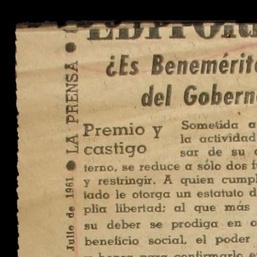 EDITOR
¿Es Benemérit
del Gobern
Premio y
castigo
Sometida a
la actividad
sar de su
terno, se reduce a sólo dos f
y restringir. A quien cumpl
lado le otorga un estatuto d
plia libertad; al que más
su deber se prodiga en
beneficio social, el poder
Julio de 1961 ● LA PRENSA ●